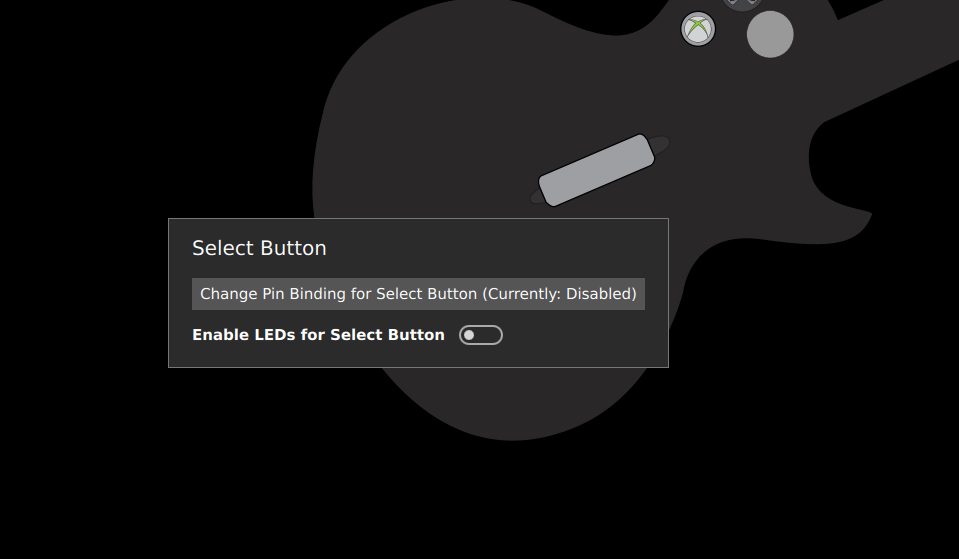 Select Button
Change Pin Binding for Select Button (Currently: Disabled)
Enable LEDs for Select Button